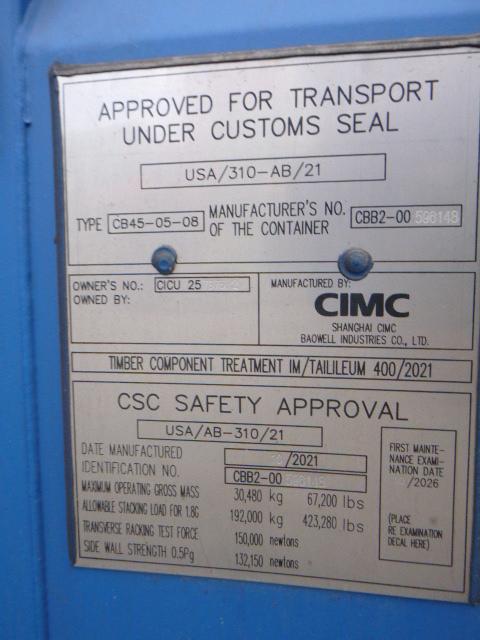 APPROVED FOR TRANSPORT
UNDER CUSTOMS SEAL
USA/310-AB/21
TYPE CB45-05-08 MANUFACTURER'S NO. OF THE CONTAINER CBB2-00 598148
OWNER'S NO.: CICU 25
OWNED BY:
MANUFACTURED BY:
CIMC
SHANGHAI CIMC
BAOWELL INDUSTRIES CO., LTD.
TIMBER COMPONENT TREATMENT IM/TAILILEUM 400/2021
CSC SAFETY APPROVAL
USA/AB-310/21
DATE MANUFACTURED /2021
IDENTIFICATION NO. CBB2-00
MAXIMUM OPERATING GROSS MASS 30,480 kg 67,200 lbs
ALLOWABLE STACKING LOAD FOR 1.8G 192,000 kg 423,280 lbs
TRANSVERSE RACKING TEST FORCE 150,000 newtons
SIDE WALL STRENGTH 0.5Pg 132,150 newtons
FIRST MAINTE-
NANCE EXAMI-
NATION DATE
/2026
(PLACE
RE EXAMINATION
DECAL HERE)